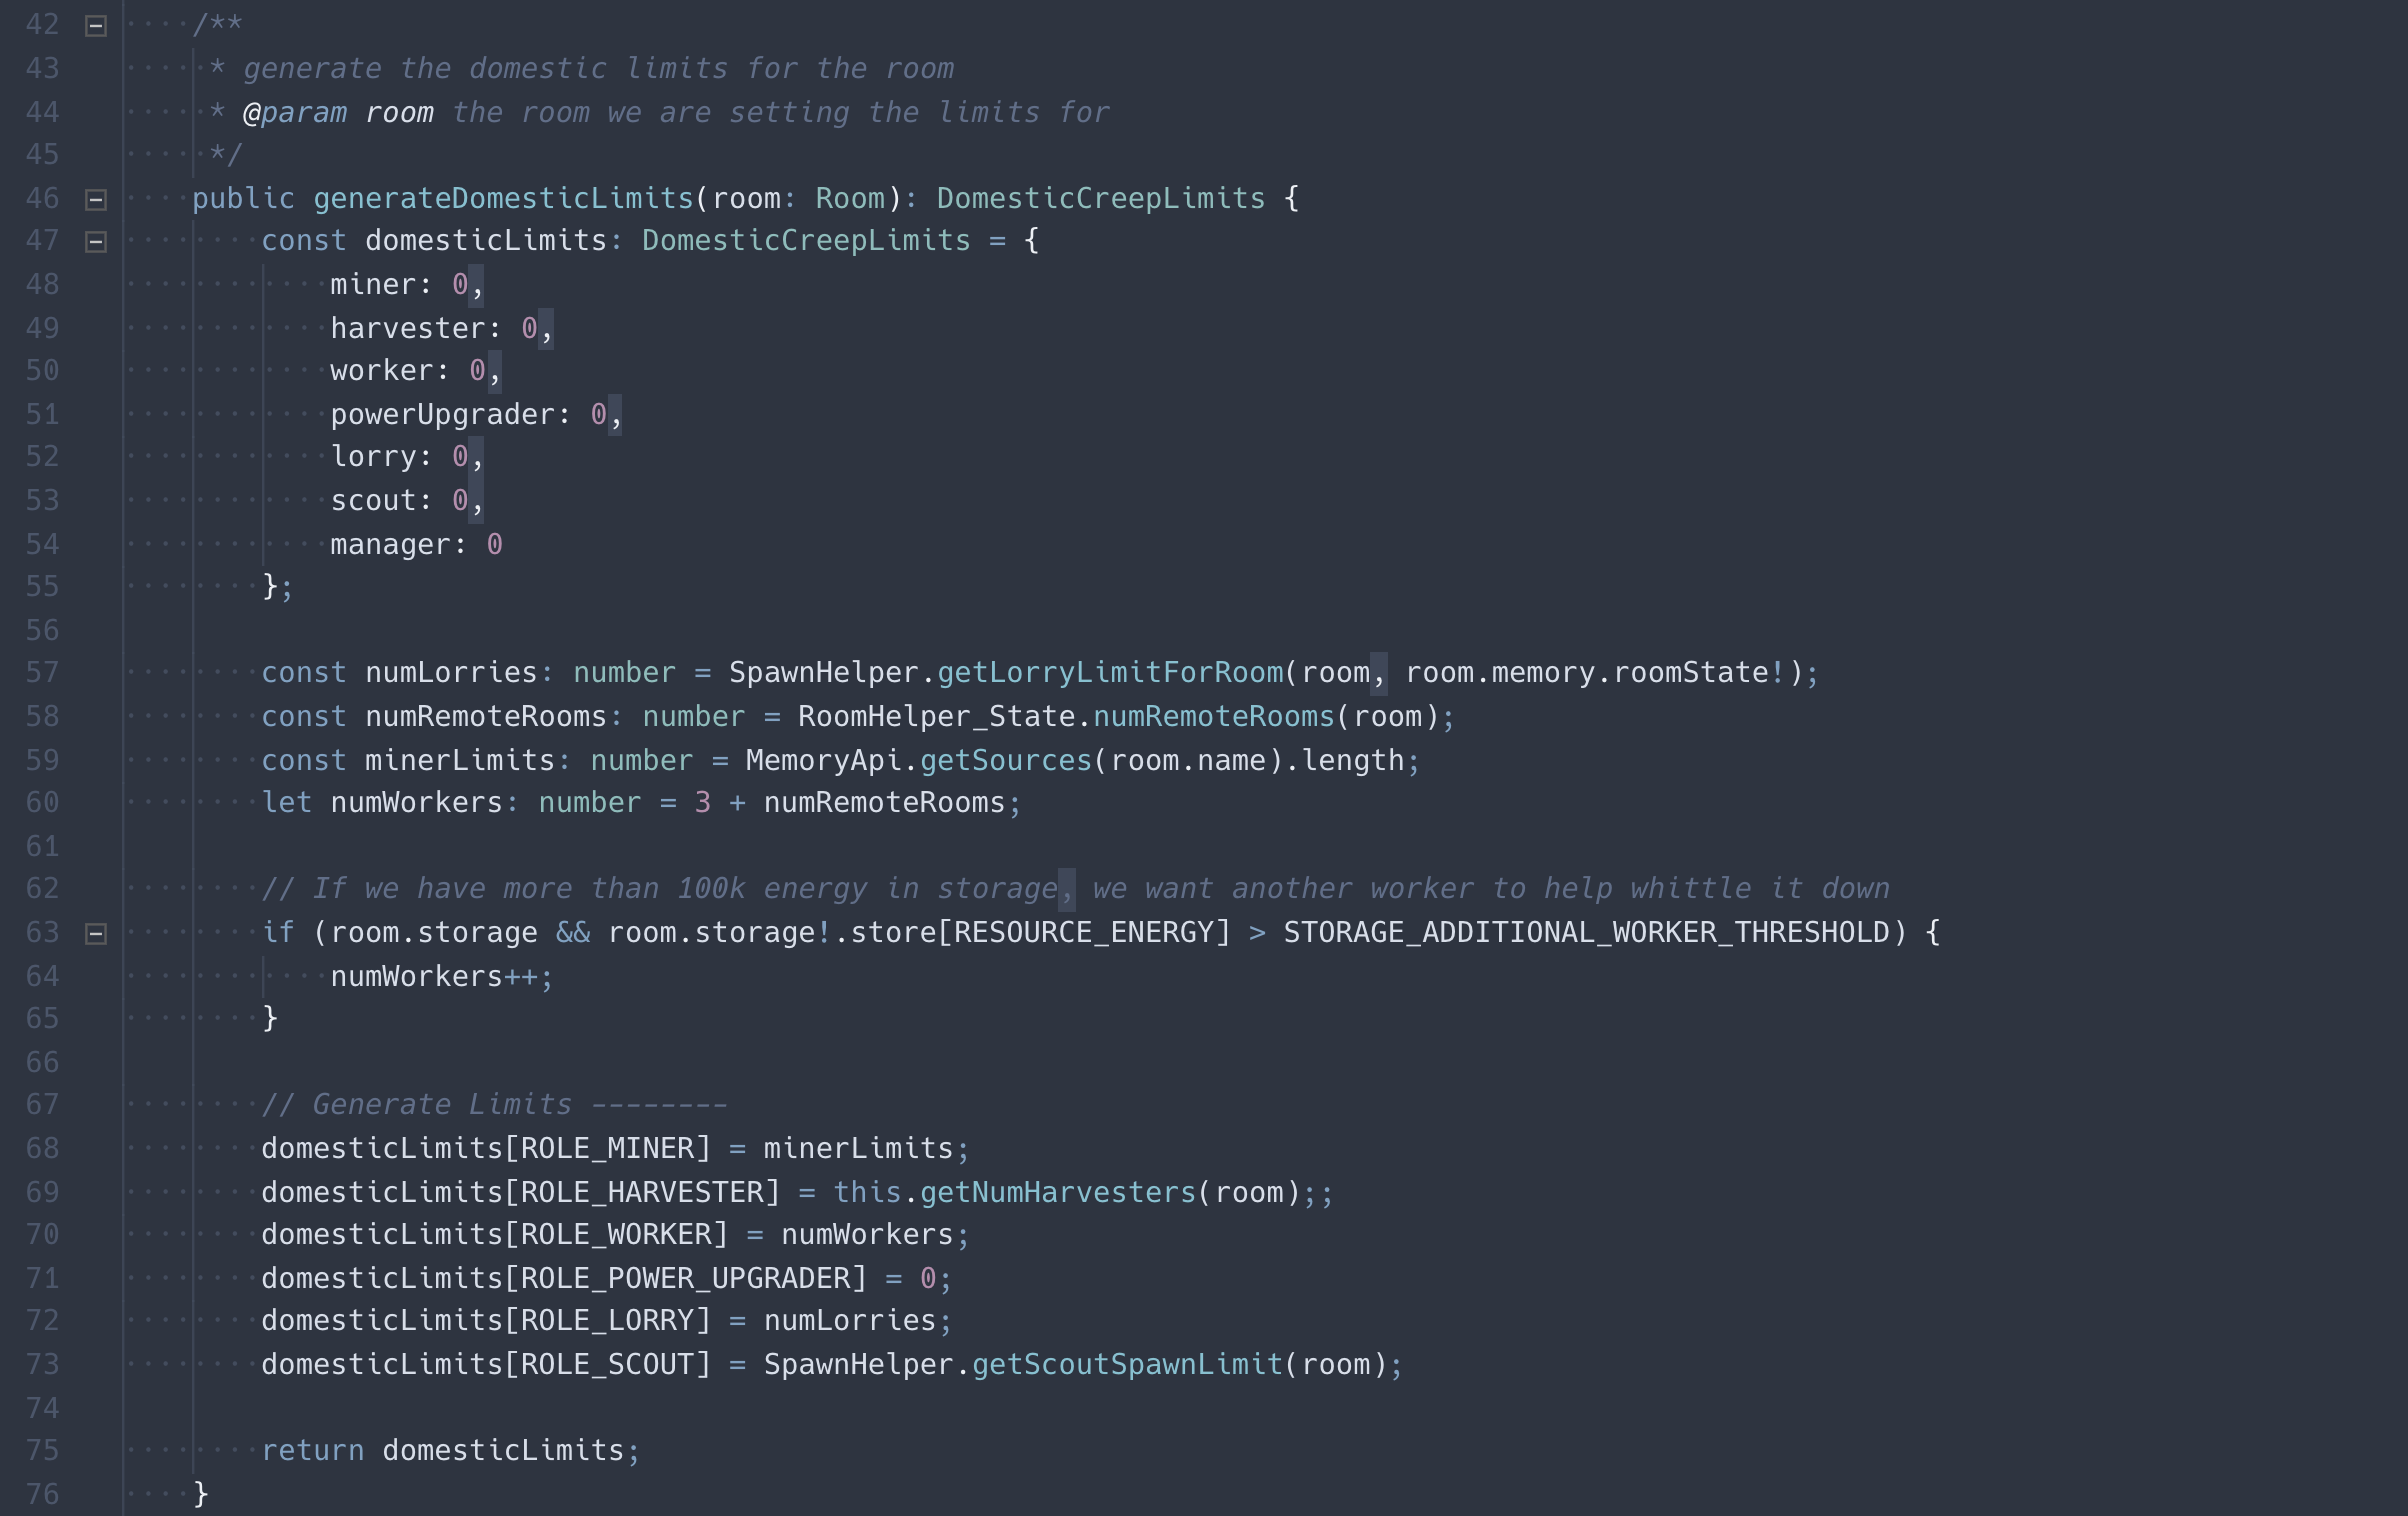 42 /**
43 * generate the domestic limits for the room
44 * @param room the room we are setting the limits for
45 */
46 public generateDomesticLimits(room: Room): DomesticCreepLimits {
47 const domesticLimits: DomesticCreepLimits = {
48 miner: 0,
49 harvester: 0,
50 worker: 0,
51 powerUpgrader: 0,
52 lorry: 0,
53 scout: 0,
54 manager: 0
55 };
56
57 const numLorries: number = SpawnHelper.getLorryLimitForRoom(room, room.memory.roomState!);
58 const numRemoteRooms: number = RoomHelper_State.numRemoteRooms(room);
59 const minerLimits: number = MemoryApi.getSources(room.name).length;
60 let numWorkers: number = 3 + numRemoteRooms;
61
62 // If we have more than 100k energy in storage, we want another worker to help whittle it down
63 if (room.storage && room.storage!.store[RESOURCE_ENERGY] > STORAGE_ADDITIONAL_WORKER_THRESHOLD) {
64 numWorkers++;
65 }
66
67 // Generate Limits --------
68 domesticLimits[ROLE_MINER] = minerLimits;
69 domesticLimits[ROLE_HARVESTER] = this.getNumHarvesters(room);;
70 domesticLimits[ROLE_WORKER] = numWorkers;
71 domesticLimits[ROLE_POWER_UPGRADER] = 0;
72 domesticLimits[ROLE_LORRY] = numLorries;
73 domesticLimits[ROLE_SCOUT] = SpawnHelper.getScoutSpawnLimit(room);
74
75 return domesticLimits;
76 }